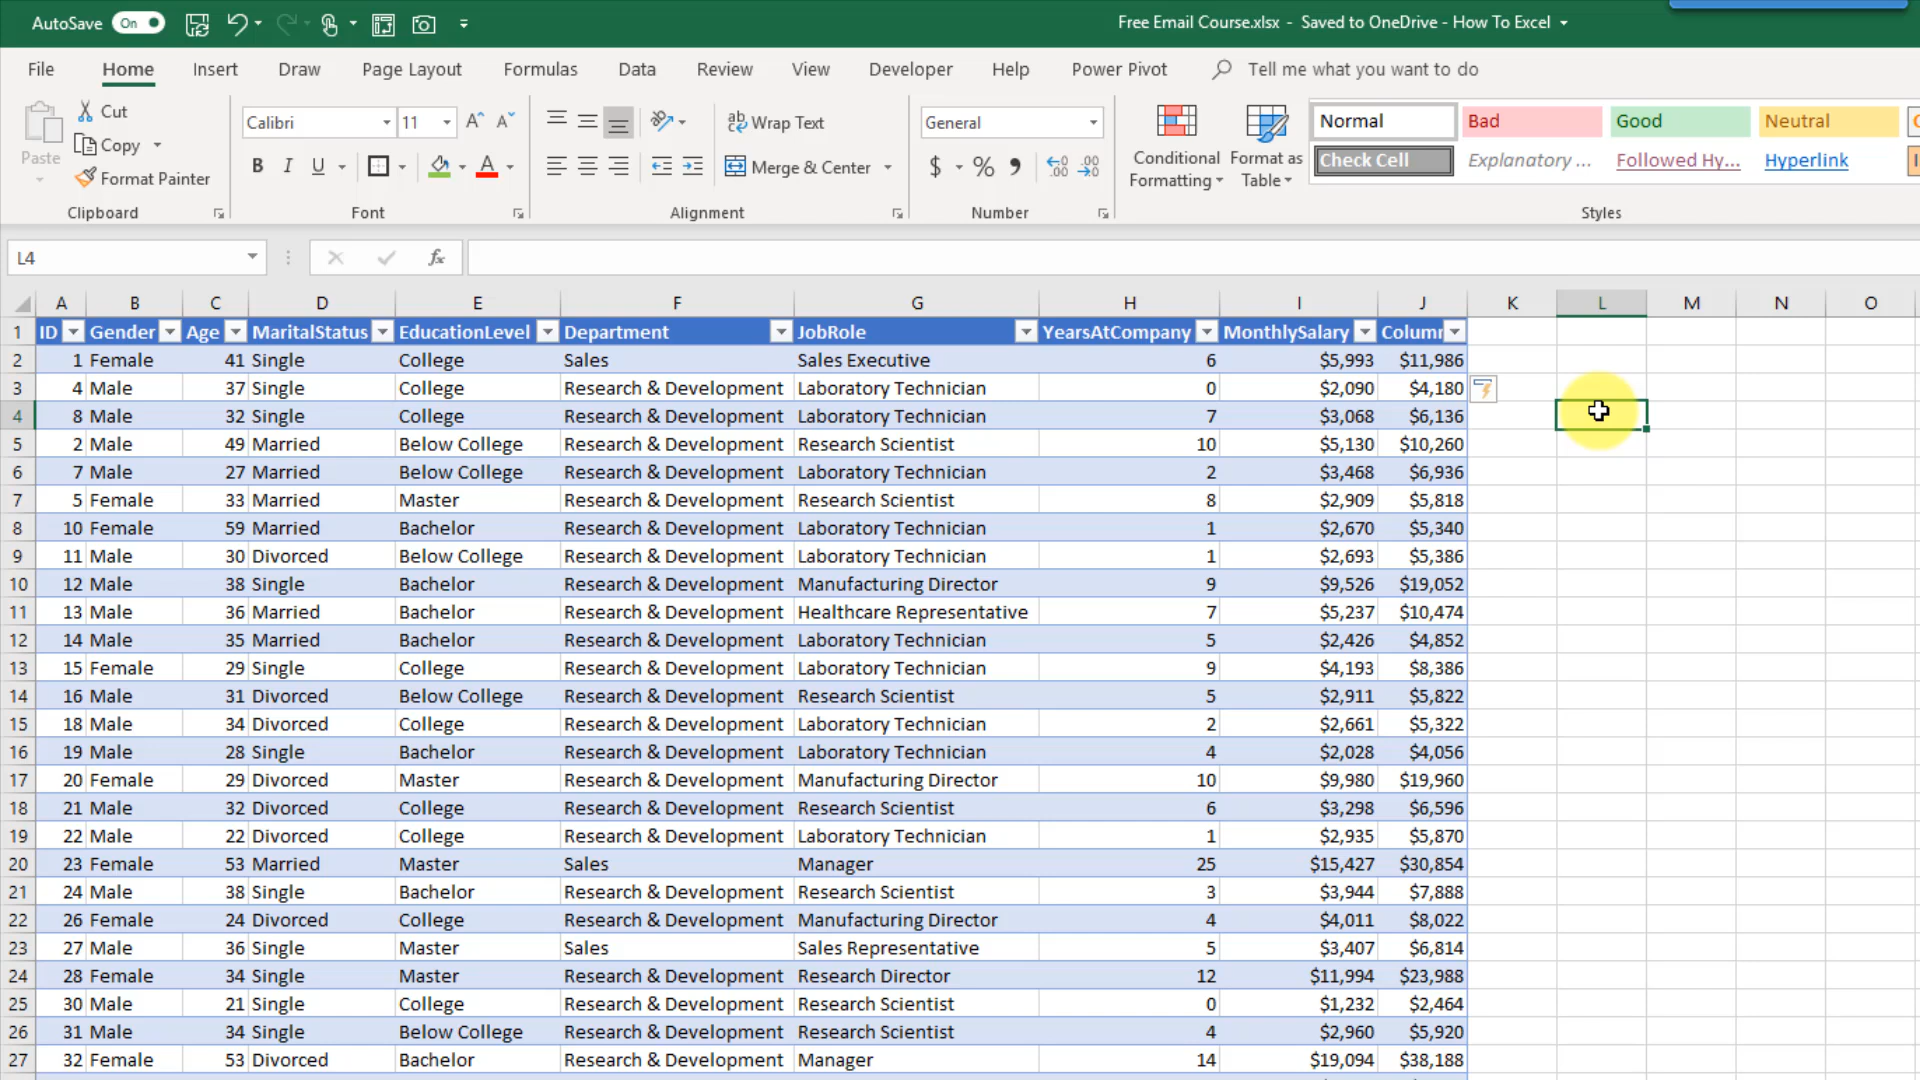 AutoSave On Free Email Course.xlsx - Saved to OneDrive - How To Excel
File Home Insert Draw Page Layout Formulas Data Review View Developer Help Power Pivot Tell me what you want to do
Paste
Cut
Copy
Format Painter
Clipboard
Calibri 11
B I U A
Font
ab Wrap Text
Merge & Center
Alignment
General
$ % , .00
Number
Conditional Formatting
Format as Table
Normal Bad Good Neutral
Check Cell Explanatory ... Followed Hy... Hyperlink
Styles
L4 fx
A B C D E F G H I J K L M N O
1 ID Gender Age MaritalStatus EducationLevel Department JobRole YearsAtCompany MonthlySalary Column
2 1 Female 41 Single College Sales Sales Executive 6 $5,993 $11,986
3 4 Male 37 Single College Research & Development Laboratory Technician 0 $2,090 $4,180
4 8 Male 32 Single College Research & Development Laboratory Technician 7 $3,068 $6,136
5 2 Male 49 Married Below College Research & Development Research Scientist 10 $5,130 $10,260
6 7 Male 27 Married Below College Research & Development Laboratory Technician 2 $3,468 $6,936
7 5 Female 33 Married Master Research & Development Research Scientist 8 $2,909 $5,818
8 10 Female 59 Married Bachelor Research & Development Laboratory Technician 1 $2,670 $5,340
9 11 Male 30 Divorced Below College Research & Development Laboratory Technician 1 $2,693 $5,386
10 12 Male 38 Single Bachelor Research & Development Manufacturing Director 9 $9,526 $19,052
11 13 Male 36 Married Bachelor Research & Development Healthcare Representative 7 $5,237 $10,474
12 14 Male 35 Married Bachelor Research & Development Laboratory Technician 5 $2,426 $4,852
13 15 Female 29 Single College Research & Development Laboratory Technician 9 $4,193 $8,386
14 16 Male 31 Divorced Below College Research & Development Research Scientist 5 $2,911 $5,822
15 18 Male 34 Divorced College Research & Development Laboratory Technician 2 $2,661 $5,322
16 19 Male 28 Single Bachelor Research & Development Laboratory Technician 4 $2,028 $4,056
17 20 Female 29 Divorced Master Research & Development Manufacturing Director 10 $9,980 $19,960
18 21 Male 32 Divorced College Research & Development Research Scientist 6 $3,298 $6,596
19 22 Male 22 Divorced College Research & Development Laboratory Technician 1 $2,935 $5,870
20 23 Female 53 Married Master Sales Manager 25 $15,427 $30,854
21 24 Male 38 Single Bachelor Research & Development Research Scientist 3 $3,944 $7,888
22 26 Female 24 Divorced College Research & Development Manufacturing Director 4 $4,011 $8,022
23 27 Male 36 Single Master Sales Sales Representative 5 $3,407 $6,814
24 28 Female 34 Single Master Research & Development Research Director 12 $11,994 $23,988
25 30 Male 21 Single College Research & Development Research Scientist 0 $1,232 $2,464
26 31 Male 34 Single Below College Research & Development Research Scientist 4 $2,960 $5,920
27 32 Female 53 Divorced Bachelor Research & Development Manager 14 $19,094 $38,188